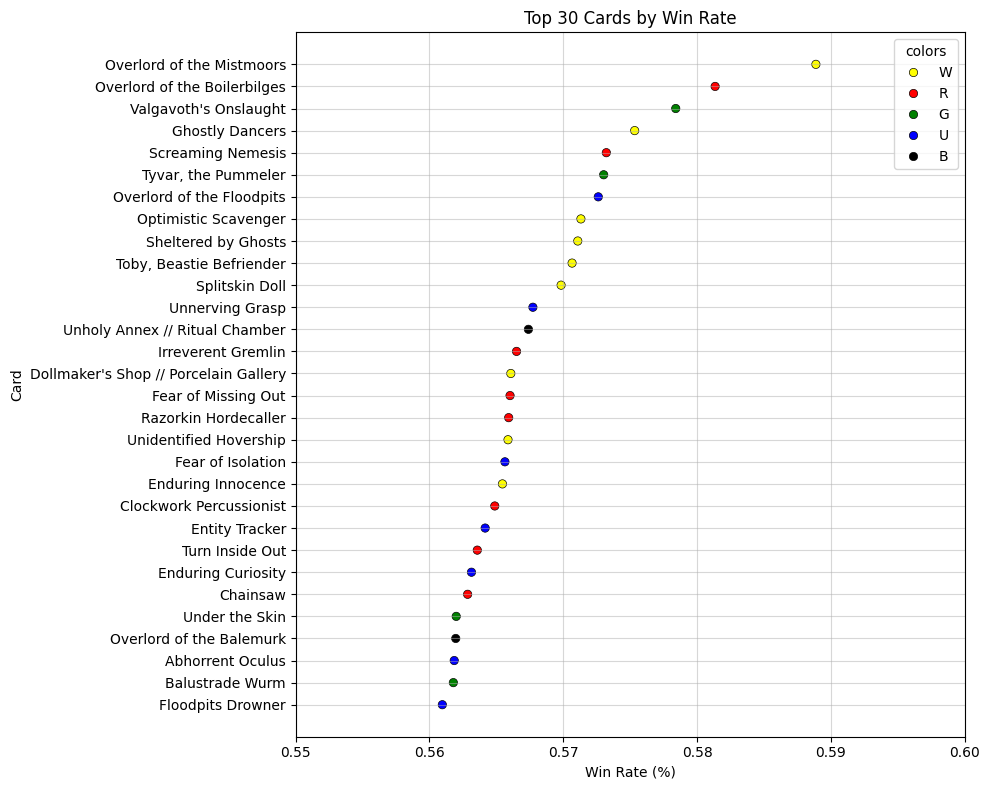 Top 30 Cards by Win Rate
Overlord of the Mistmoors
Overlord of the Boilerbilges
Valgavoth's Onslaught
Ghostly Dancers
Screaming Nemesis
Tyvar, the Pummeler
Overlord of the Floodpits
Optimistic Scavenger
Sheltered by Ghosts
Toby, Beastie Befriender
Splitskin Doll
Unnerving Grasp
Unholy Annex // Ritual Chamber
Irreverent Gremlin
Dollmaker's Shop // Porcelain Gallery
Fear of Missing Out
Razorkin Hordecaller
Unidentified Hovership
Fear of Isolation
Enduring Innocence
Clockwork Percussionist
Entity Tracker
Turn Inside Out
Enduring Curiosity
Chainsaw
Under the Skin
Overlord of the Balemurk
Abhorrent Oculus
Balustrade Wurm
Floodpits Drowner
Card
colors
W
R
G
U
B
0.55 0.56 0.57 0.58 0.59 0.60
Win Rate (%)